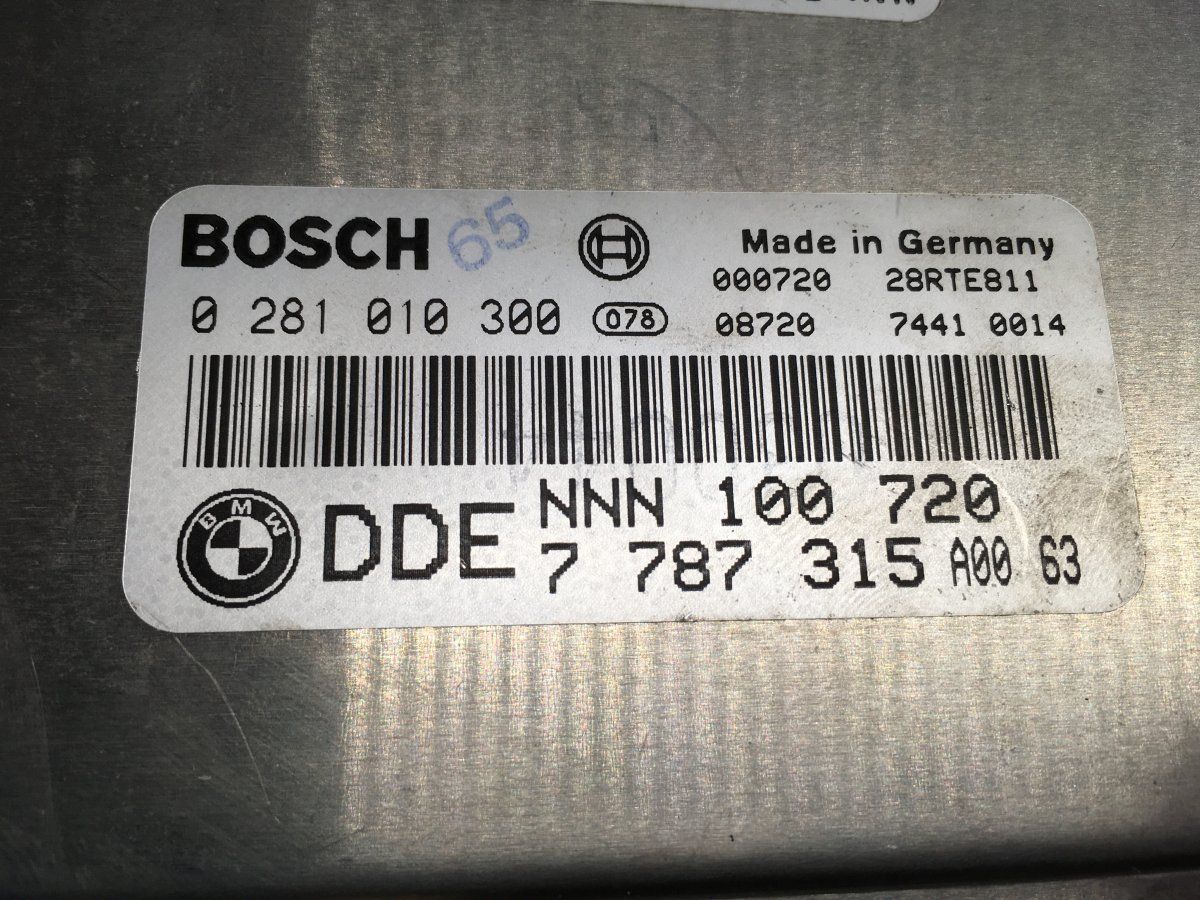 BOSCH 65 Made in Germany
000720 28RTE811
0 281 010 300 078 08720 7441 0014
BMW DDE NNN 100 720
7 787 315 A00 63